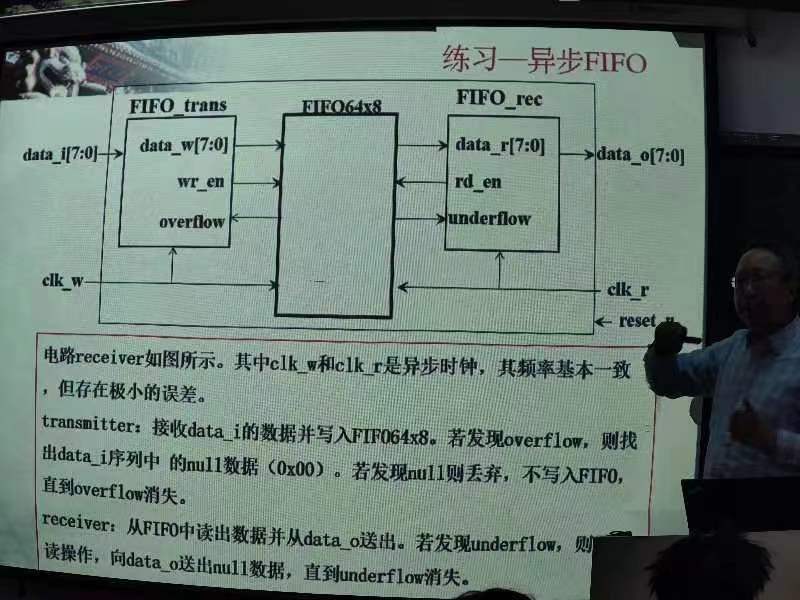 练习—异步FIFO
FIFO_trans
FIFO64x8
FIFO_rec
data_i[7:0]
data_w[7:0]
data_r[7:0]
data_o[7:0]
wr_en
rd_en
overflow
underflow
clk_w
clk_r
reset_n
电路receiver如图所示。其中clk_w和clk_r是异步时钟，其频率基本一致
，但存在极小的误差。
transmitter: 接收data_i的数据并写入FIFO64x8。若发现overflow，则找
出data_i序列中 的null数据（0x00）。若发现null则丢弃，不写入FIFO，
直到overflow消失。
receiver: 从FIFO中读出数据并从data_o送出。若发现underflow，则
读操作，向data_o送出null数据，直到underflow消失。